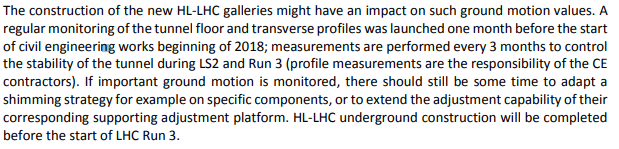 The construction of the new HL-LHC galleries might have an impact on such ground motion values. A
regular monitoring of the tunnel floor and transverse profiles was launched one month before the start
of civil engineering works beginning of 2018; measurements are performed every 3 months to control
the stability of the tunnel during LS2 and Run 3 (profile measurements are the responsibility of the CE
contractors). If important ground motion is monitored, there should still be some time to adapt a
shimming strategy for example on specific components, or to extend the adjustment capability of their
corresponding supporting adjustment platform. HL-LHC underground construction will be completed
before the start of LHC Run 3.